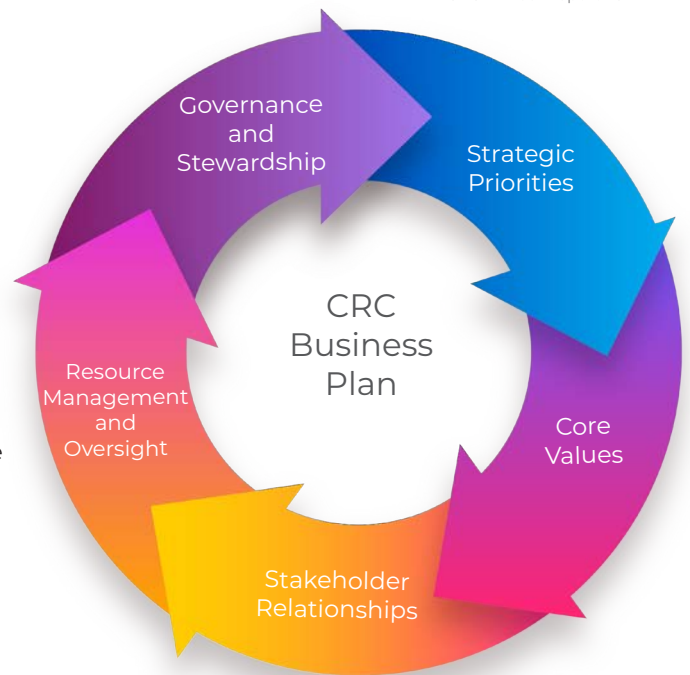 Governance
and
Stewardship
Strategic
Priorities
CRC
Business
Plan
Resource
Management
and
Oversight
Core
Values
Stakeholder
Relationships